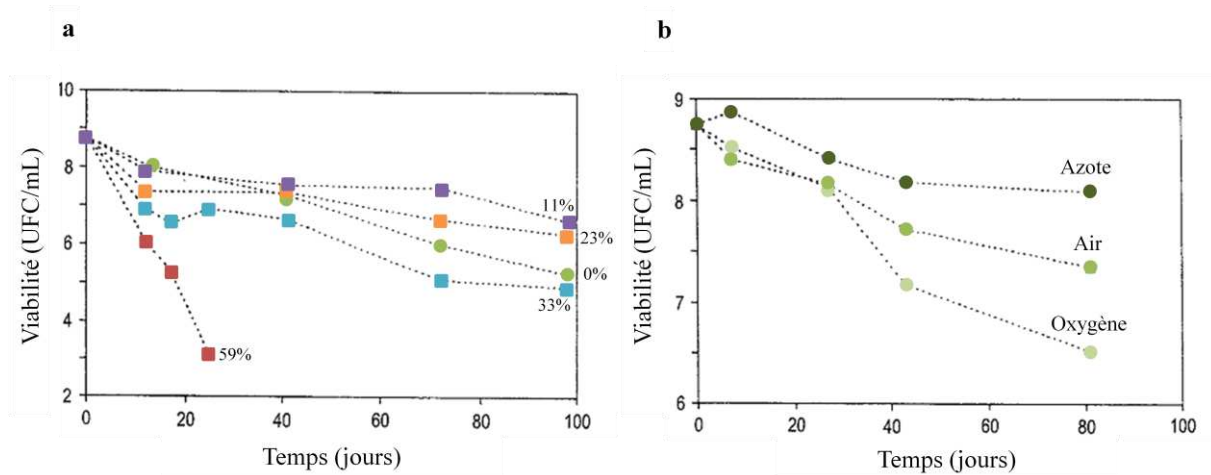 a
Viabilité (UFC/mL)
10
8
6
4
2
0
20
40
60
80
100
11%
23%
0%
33%
59%
Temps (jours)
b
Viabilité (UFC/mL)
9
8
7
6
0
20
40
60
80
100
Azote
Air
Oxygène
Temps (jours)